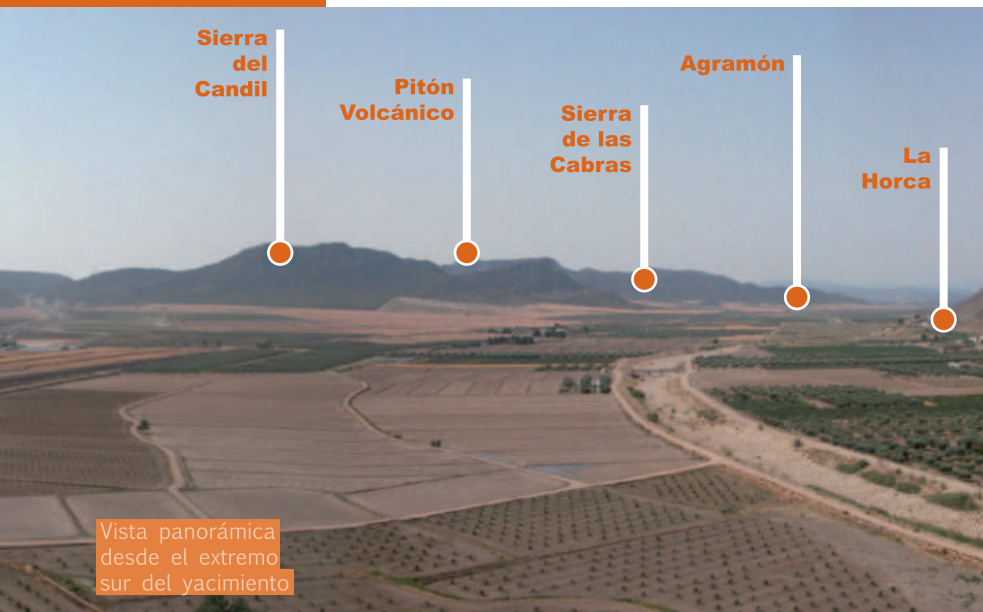 Sierra
del
Candil
Pitón
Volcánico
Sierra
de las
Cabras
Agramón
La
Horca
Vista panorámica
desde el extremo
sur del yacimiento